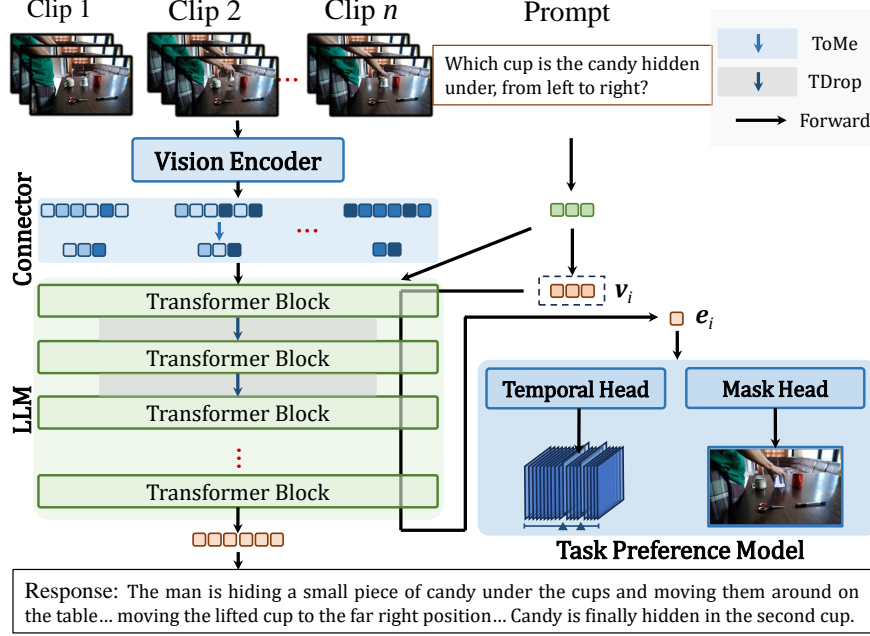 Clip 1
Clip 2
Clip n
Prompt
Which cup is the candy hidden
under, from left to right?
ToMe
TDrop
Forward
Vision Encoder
Connector
...
LLM
Transformer Block
Transformer Block
Transformer Block
Transformer Block
v_i
e_i
Temporal Head
Mask Head
Task Preference Model
Response: The man is hiding a small piece of candy under the cups and moving them around on
the table... moving the lifted cup to the far right position... Candy is finally hidden in the second cup.